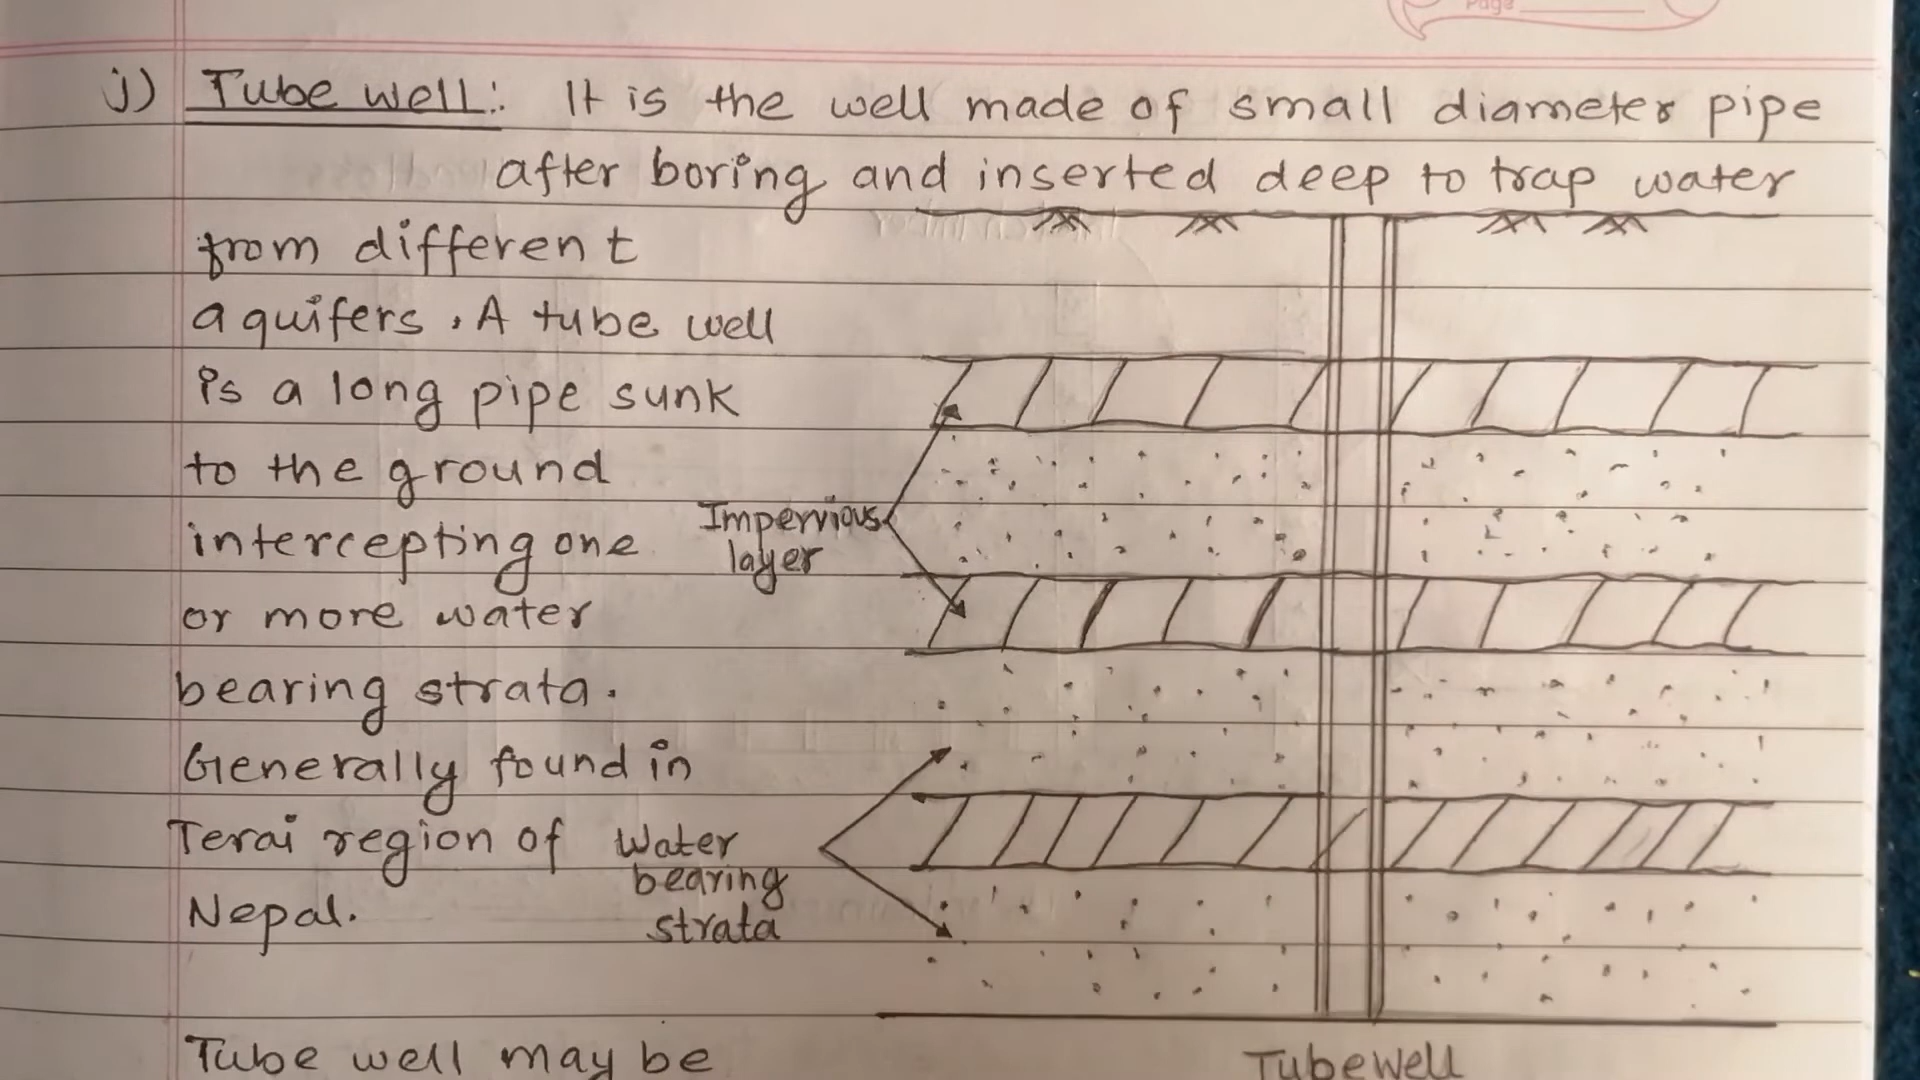 Page
j) Tube well: It is the well made of small diameter pipe
after boring and inserted deep to trap water
from different
aquifers. A tube well
is a long pipe sunk
to the ground
intercepting one
or more water
bearing strata.
Generally found in
Terai region of
Nepal.
Impervious
layer
Water
bearing
strata
Tube well may be
Tubewell